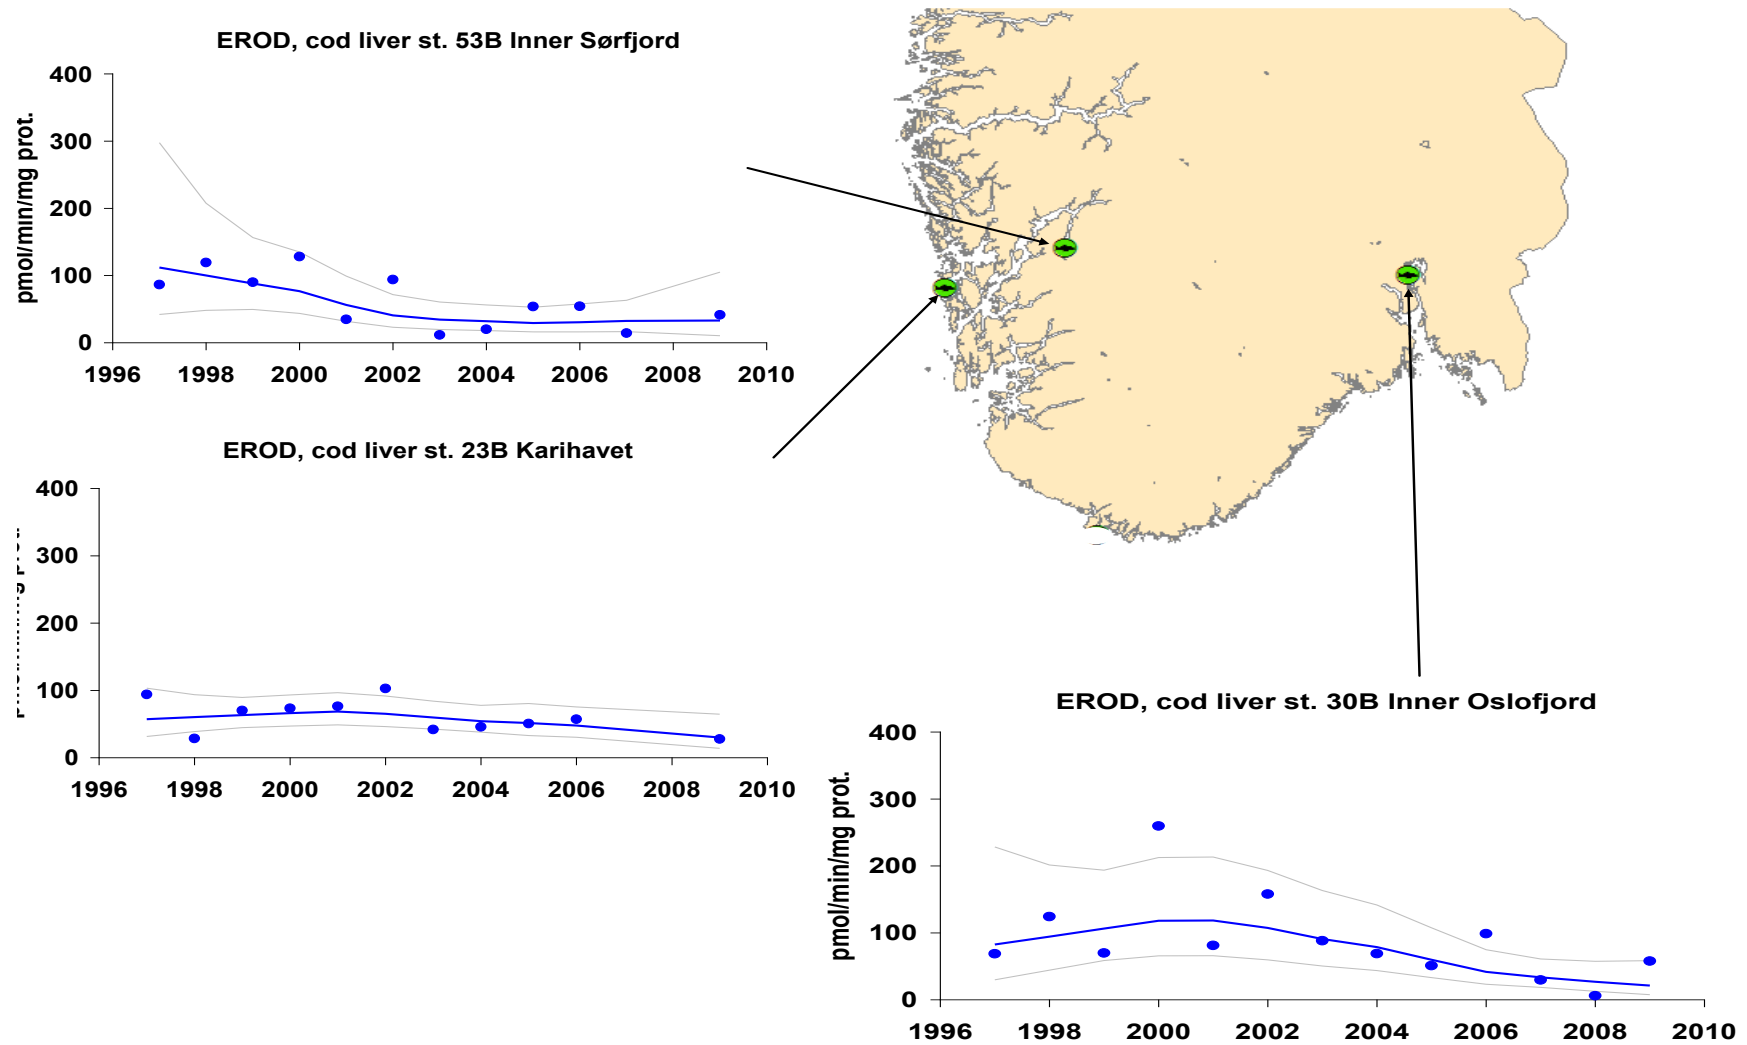 EROD, cod liver st. 53B Inner Sørfjord
pmol/min/mg prot.
400
300
200
100
0
1996 1998 2000 2002 2004 2006 2008 2010
EROD, cod liver st. 23B Karihavet
prot.
400
300
200
100
0
1996 1998 2000 2002 2004 2006 2008 2010
EROD, cod liver st. 30B Inner Oslofjord
pmol/min/mg prot.
400
300
200
100
0
1996 1998 2000 2002 2004 2006 2008 2010